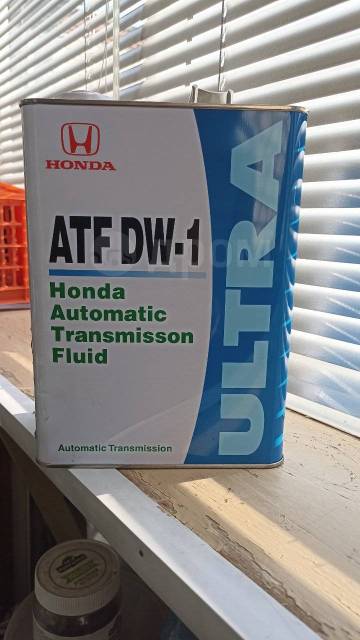 HONDA
ATF DW-1
Honda
Automatic
Transmisson
Fluid
Automatic Transmission
ULTRA